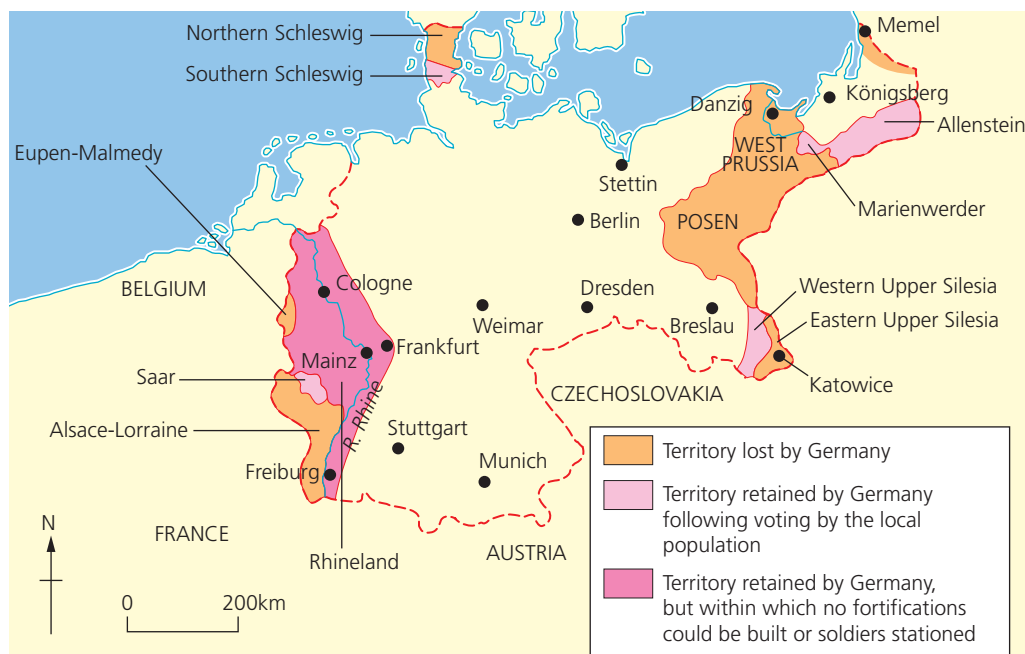 Northern Schleswig
Southern Schleswig
Eupen-Malmedy
Memel
Königsberg
Danzig
Allenstein
WEST
PRUSSIA
Stettin
Marienwerder
Berlin
POSEN
BELGIUM
Cologne
Dresden
Western Upper Silesia
Weimar
Breslau
Eastern Upper Silesia
Mainz
Frankfurt
Saar
Katowice
CZECHOSLOVAKIA
R. Rhine
Alsace-Lorraine
Stuttgart
Freiburg
Munich
FRANCE
Rhineland
AUSTRIA
N
0 200km
Territory lost by Germany
Territory retained by Germany
following voting by the local
population
Territory retained by Germany,
but within which no fortifications
could be built or soldiers stationed